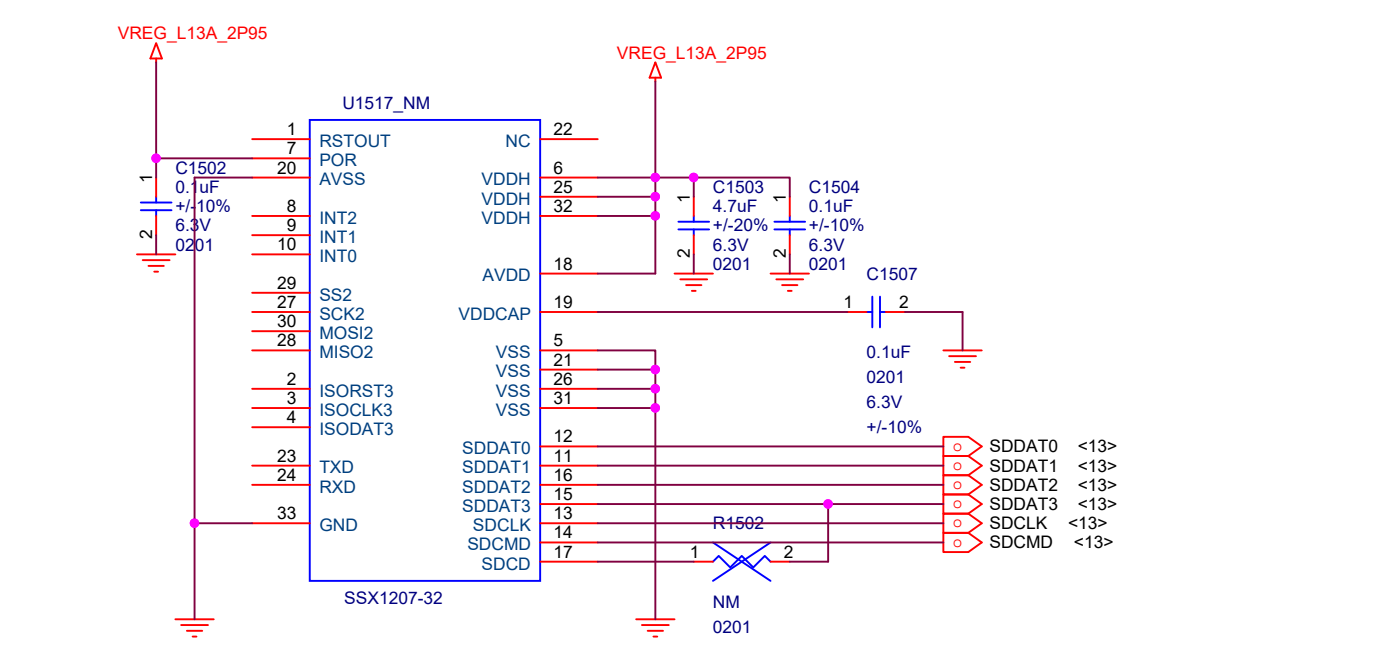 VREG_L13A_2P95
VREG_L13A_2P95
U1517_NM
1 RSTOUT
7 POR
20 AVSS
8 INT2
9 INT1
10 INT0
29 SS2
27 SCK2
30 MOSI2
28 MISO2
2 ISORST3
3 ISOCLK3
4 ISODAT3
23 TXD
24 RXD
33 GND
NC 22
VDDH 6
VDDH 25
VDDH 32
AVDD 18
VDDCAP 19
VSS 5
VSS 21
VSS 26
VSS 31
SDDAT0 12
SDDAT1 11
SDDAT2 16
SDDAT3 15
SDCLK 13
SDCMD 14
SDCD 17
SSX1207-32
1
2
C1502
0.1uF
+/-10%
6.3V
0201
1
2
C1503
4.7uF
+/-20%
6.3V
0201
1
2
C1504
0.1uF
+/-10%
6.3V
0201
C1507
1 2
0.1uF
0201
6.3V
+/-10%
SDDAT0 <13>
SDDAT1 <13>
SDDAT2 <13>
SDDAT3 <13>
SDCLK <13>
SDCMD <13>
R1502
1 2
NM
0201